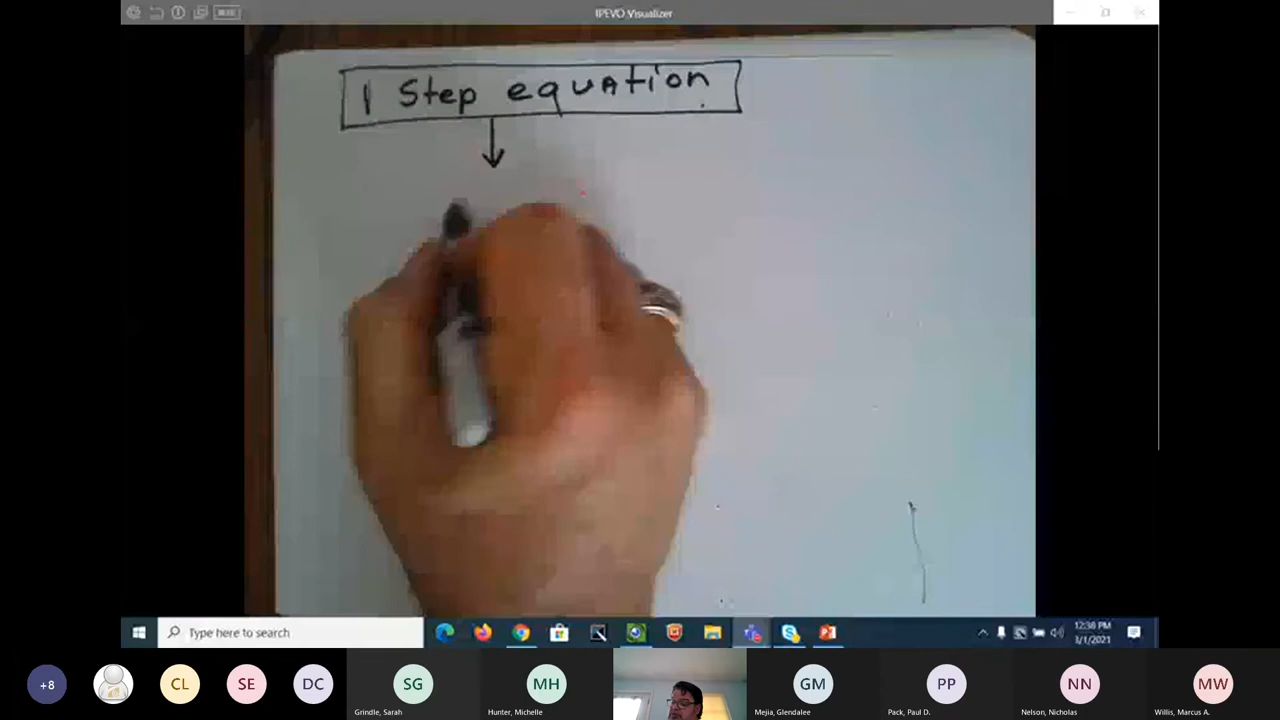 IPEVO Visualizer
1 Step equation
Type here to search
12:36 PM
3/1/2021
+8
CL
SE
DC
SG
MH
GM
PP
NN
MW
Grindle, Sarah
Hunter, Michelle
Mejia, Glendalee
Pack, Paul D.
Nelson, Nicholas
Willis, Marcus A.